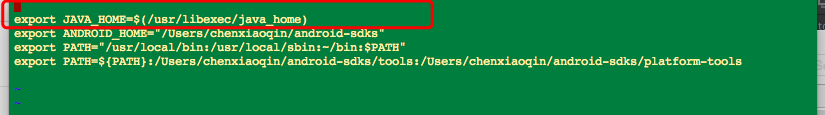 export JAVA_HOME=$(/usr/libexec/java_home)
export ANDROID_HOME="/Users/chenxiaoqin/android-sdks"
export PATH="/usr/local/bin:/usr/local/sbin:~/bin:$PATH"
export PATH=${PATH}:/Users/chenxiaoqin/android-sdks/tools:/Users/chenxiaoqin/android-sdks/platform-tools
~
~